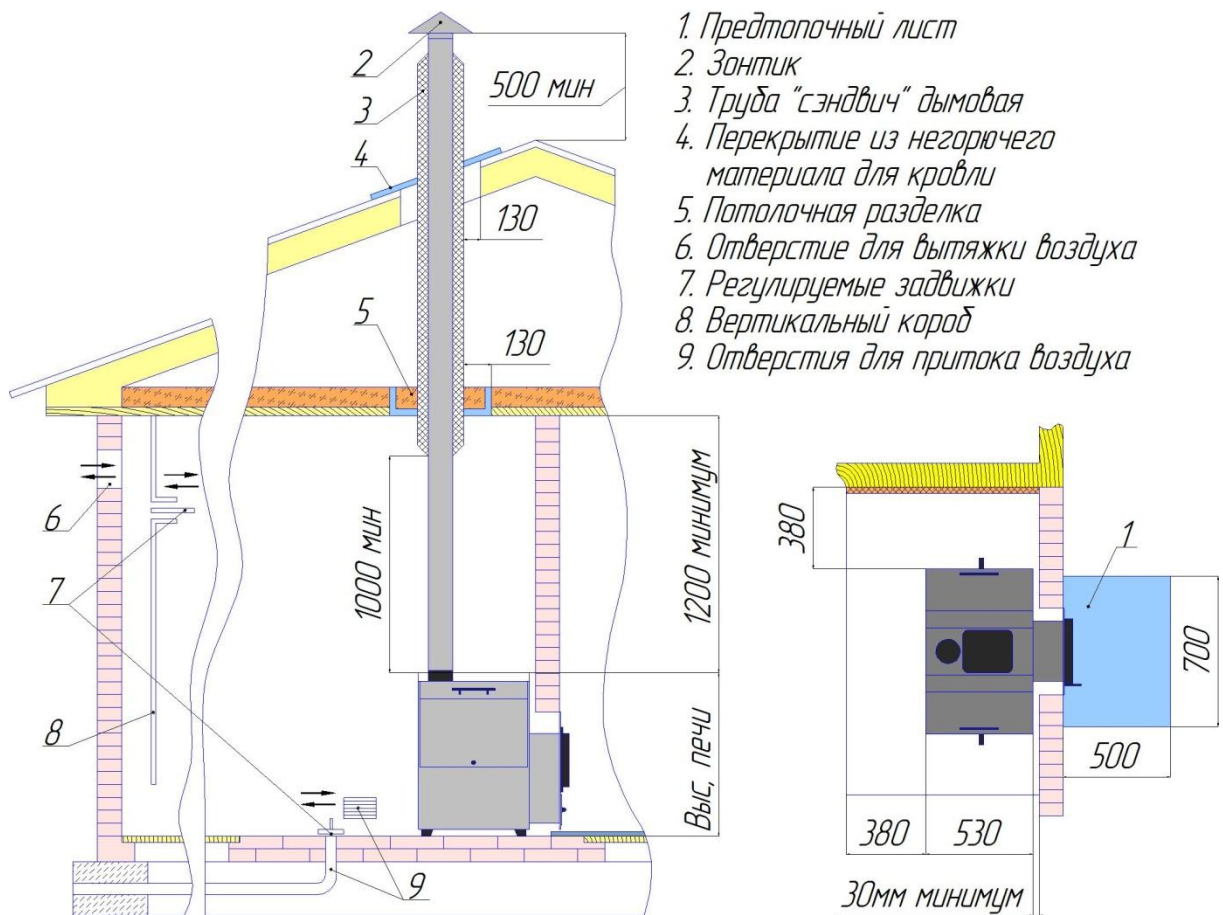 1. Предтопочный лист
2. Зонтик
3. Труба "сэндвич" дымовая
4. Перекрытие из негорючего
материала для кровли
5. Потолочная разделка
6. Отверстие для вытяжки воздуха
7. Регулируемые задвижки
8. Вертикальный короб
9. Отверстия для притока воздуха
2
500 мин
3
4
130
5
130
6
7
1000 мин
1200 минимум
8
Выс, печи
9
380
1
700
500
380
530
30мм минимум